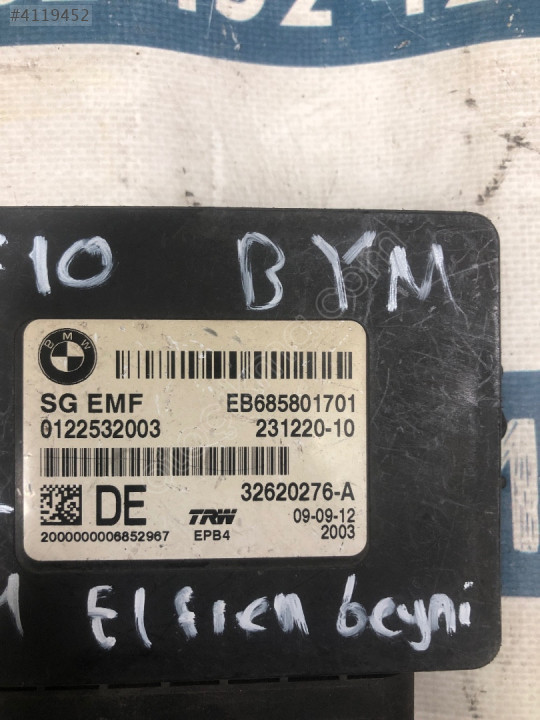 #4119452
F10 BYM
BMW
SG EMF EB685801701
0122532003 231220-10
32620276-A
DE TRW 09-09-12
2000000006852967 EPB4 2003
El fren beyni